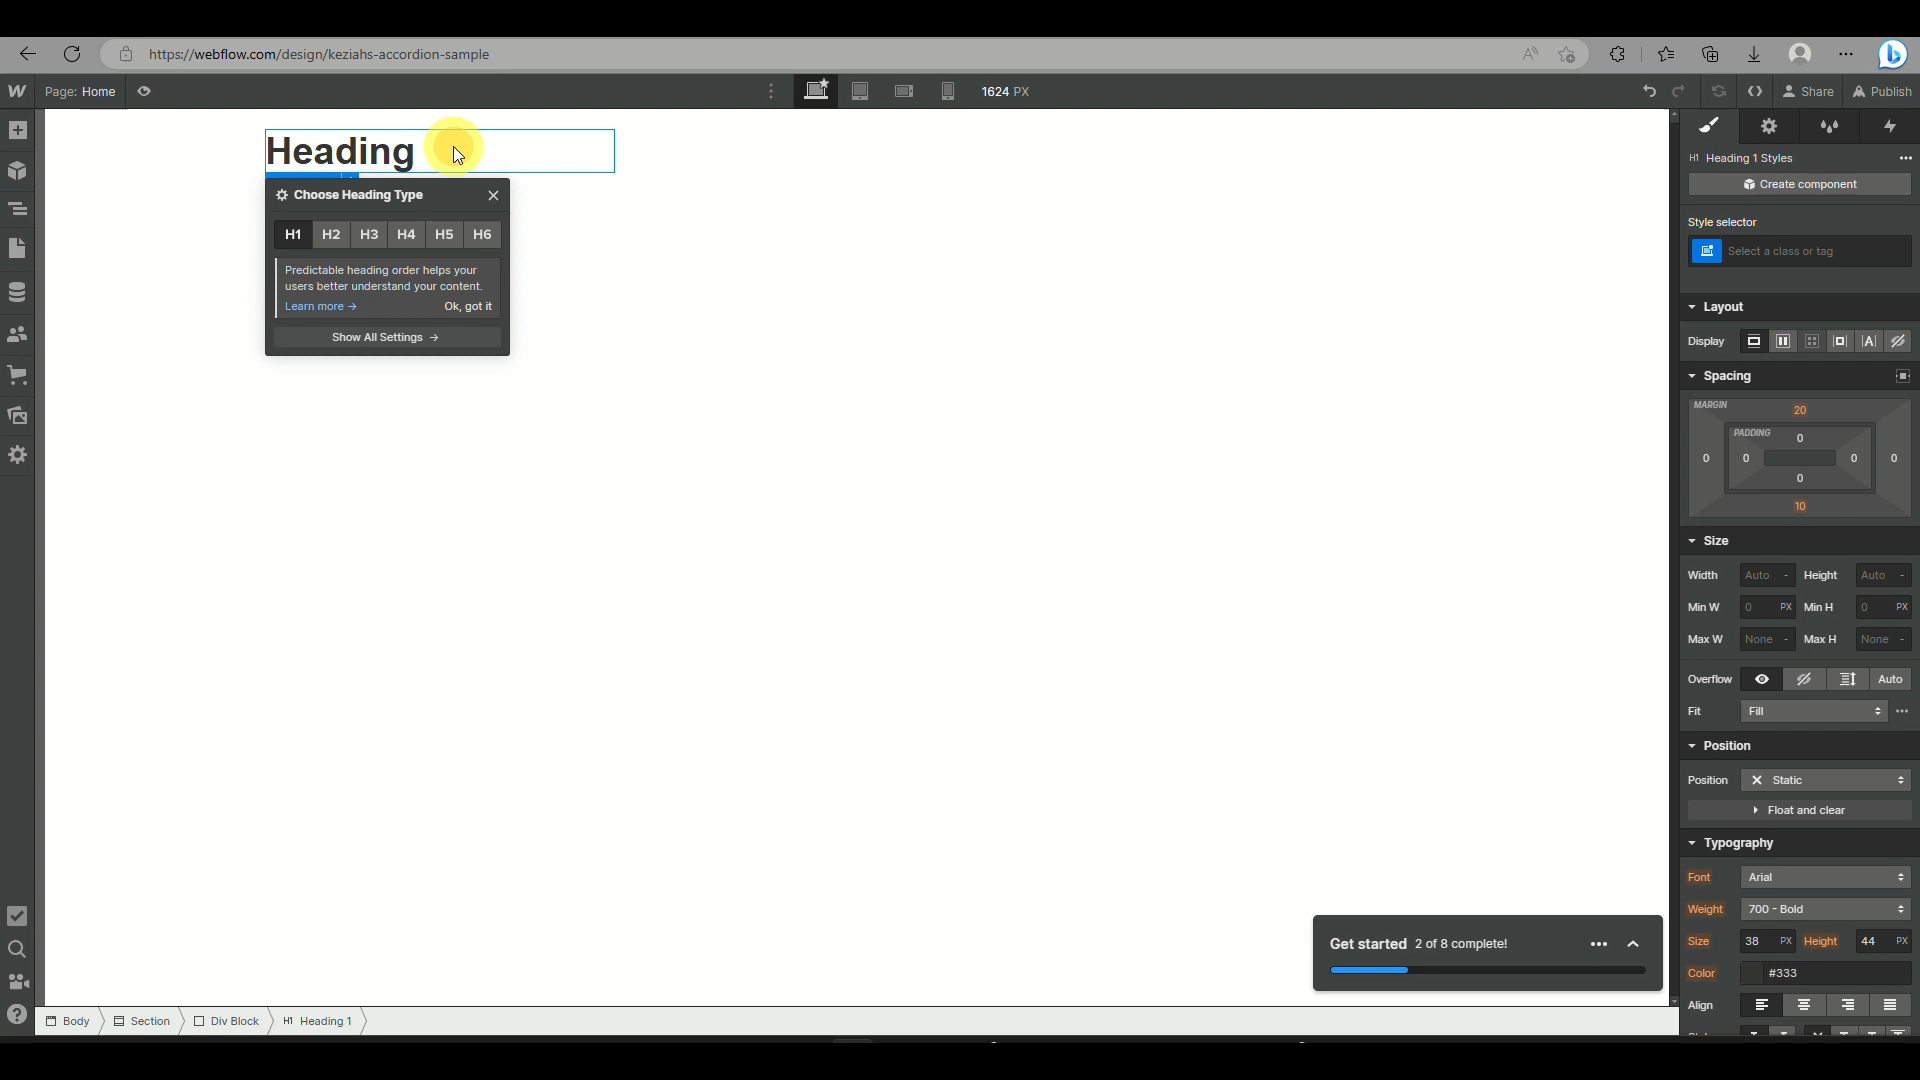 https://webflow.com/design/keziahs-accordion-sample
Page: Home
1624 PX
Share
Publish
Heading
Choose Heading Type
H1 H2 H3 H4 H5 H6
Predictable heading order helps your
users better understand your content.
Learn more →
Ok, got it
Show All Settings →
H1 Heading 1 Styles
Create component
Style selector
Select a class or tag
Layout
Display
Spacing
MARGIN
20
PADDING
0
0 0 0 0
0
10
Size
Width Auto - Height Auto -
Min W 0 PX Min H 0 PX
Max W None - Max H None -
Overflow Auto
Fit Fill
Position
Position Static
Float and clear
Typography
Font Arial
Weight 700 - Bold
Size 38 PX Height 44 PX
Color #333
Align
Get started 2 of 8 complete!
Body Section Div Block H1 Heading 1